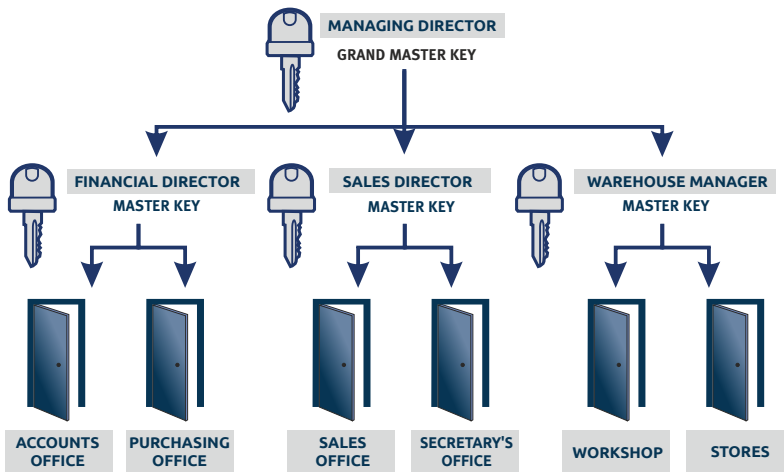 MANAGING DIRECTOR
GRAND MASTER KEY
FINANCIAL DIRECTOR
MASTER KEY
SALES DIRECTOR
MASTER KEY
WAREHOUSE MANAGER
MASTER KEY
ACCOUNTS
OFFICE
PURCHASING
OFFICE
SALES
OFFICE
SECRETARY'S
OFFICE
WORKSHOP
STORES